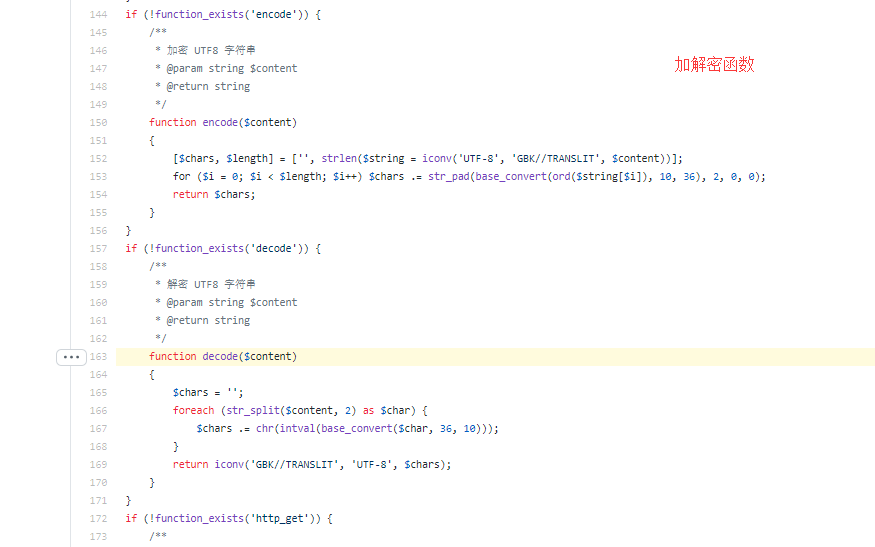 144 if (!function_exists('encode')) {
145 /**
146 * 加密 UTF8 字符串
147 * @param string $content
148 * @return string
149 */
150 function encode($content)
151 {
152 [$chars, $length] = ['', strlen($string = iconv('UTF-8', 'GBK//TRANSLIT', $content))];
153 for ($i = 0; $i < $length; $i++) $chars .= str_pad(base_convert(ord($string[$i]), 10, 36), 2, 0, 0);
154 return $chars;
155 }
156 }
157 if (!function_exists('decode')) {
158 /**
159 * 解密 UTF8 字符串
160 * @param string $content
161 * @return string
162 */
163 function decode($content)
164 {
165 $chars = '';
166 foreach (str_split($content, 2) as $char) {
167 $chars .= chr(intval(base_convert($char, 36, 10)));
168 }
169 return iconv('GBK//TRANSLIT', 'UTF-8', $chars);
170 }
171 }
172 if (!function_exists('http_get')) {
173 /**
加解密函数